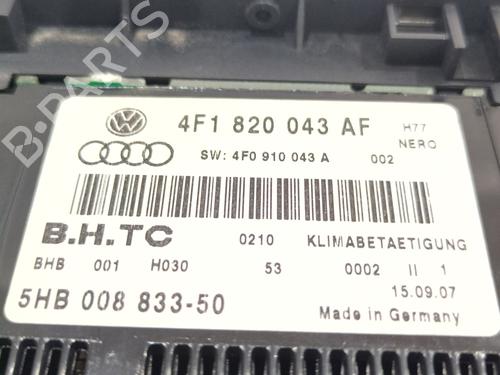 B-PARTS
4F1 820 043 AF H77
NERO
SW: 4F0 910 043 A 002
B.H.TC 0210 KLIMABETAETIGUNG
BHB 001 H030 53 0002 II 1
5HB 008 833-50 15.09.07
Made in Germany